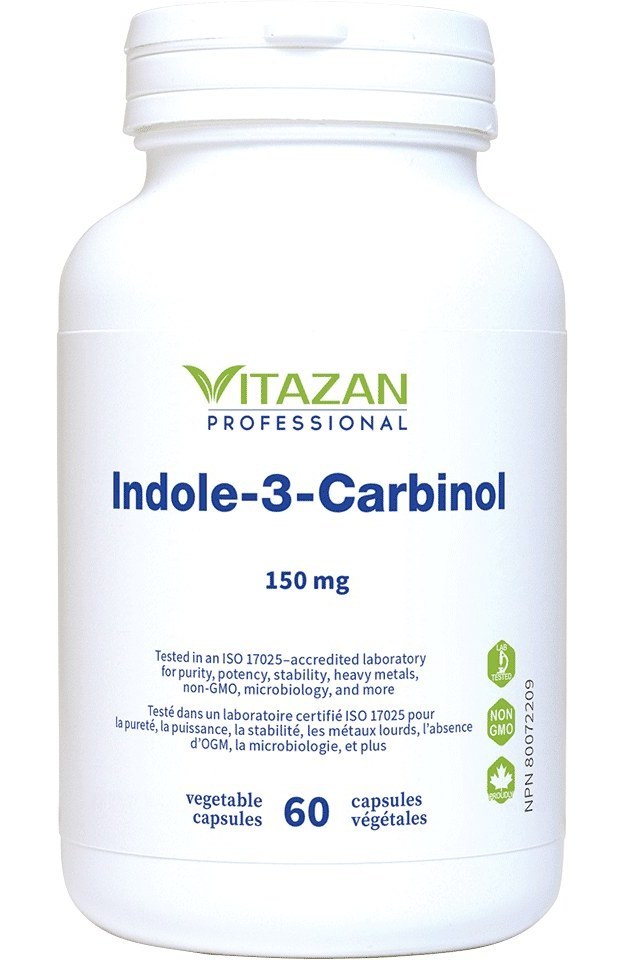 VITAZAN
PROFESSIONAL
Indole-3-Carbinol
150 mg
Tested in an ISO 17025–accredited laboratory
for purity, potency, stability, heavy metals,
non-GMO, microbiology, and more
Testé dans un laboratoire certifié ISO 17025 pour
la pureté, la puissance, la stabilité, les métaux lourds, l'absence
d'OGM, la microbiologie, et plus
vegetable
capsules
60
capsules
végétales
LAB
TESTED
NON
GMO
PROUDLY
NPN 80072209